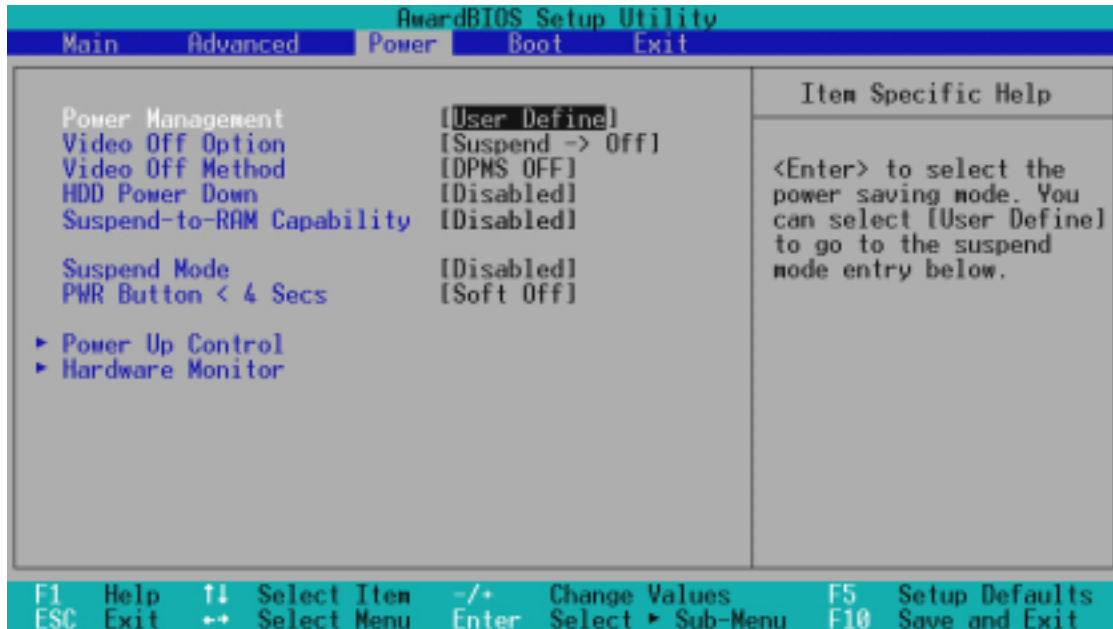 AwardBIOS Setup Utility
Main Advanced Power Boot Exit
Power Management [User Define]
Video Off Option [Suspend -> Off]
Video Off Method [DPMS OFF]
HDD Power Down [Disabled]
Suspend-to-RAM Capability [Disabled]
Suspend Mode [Disabled]
PWR Button < 4 Secs [Soft Off]
► Power Up Control
► Hardware Monitor
Item Specific Help
<Enter> to select the
power saving mode. You
can select [User Define]
to go to the suspend
mode entry below.
F1 Help ↑↓ Select Item -/+ Change Values F5 Setup Defaults
ESC Exit ←→ Select Menu Enter Select ► Sub-Menu F10 Save and Exit